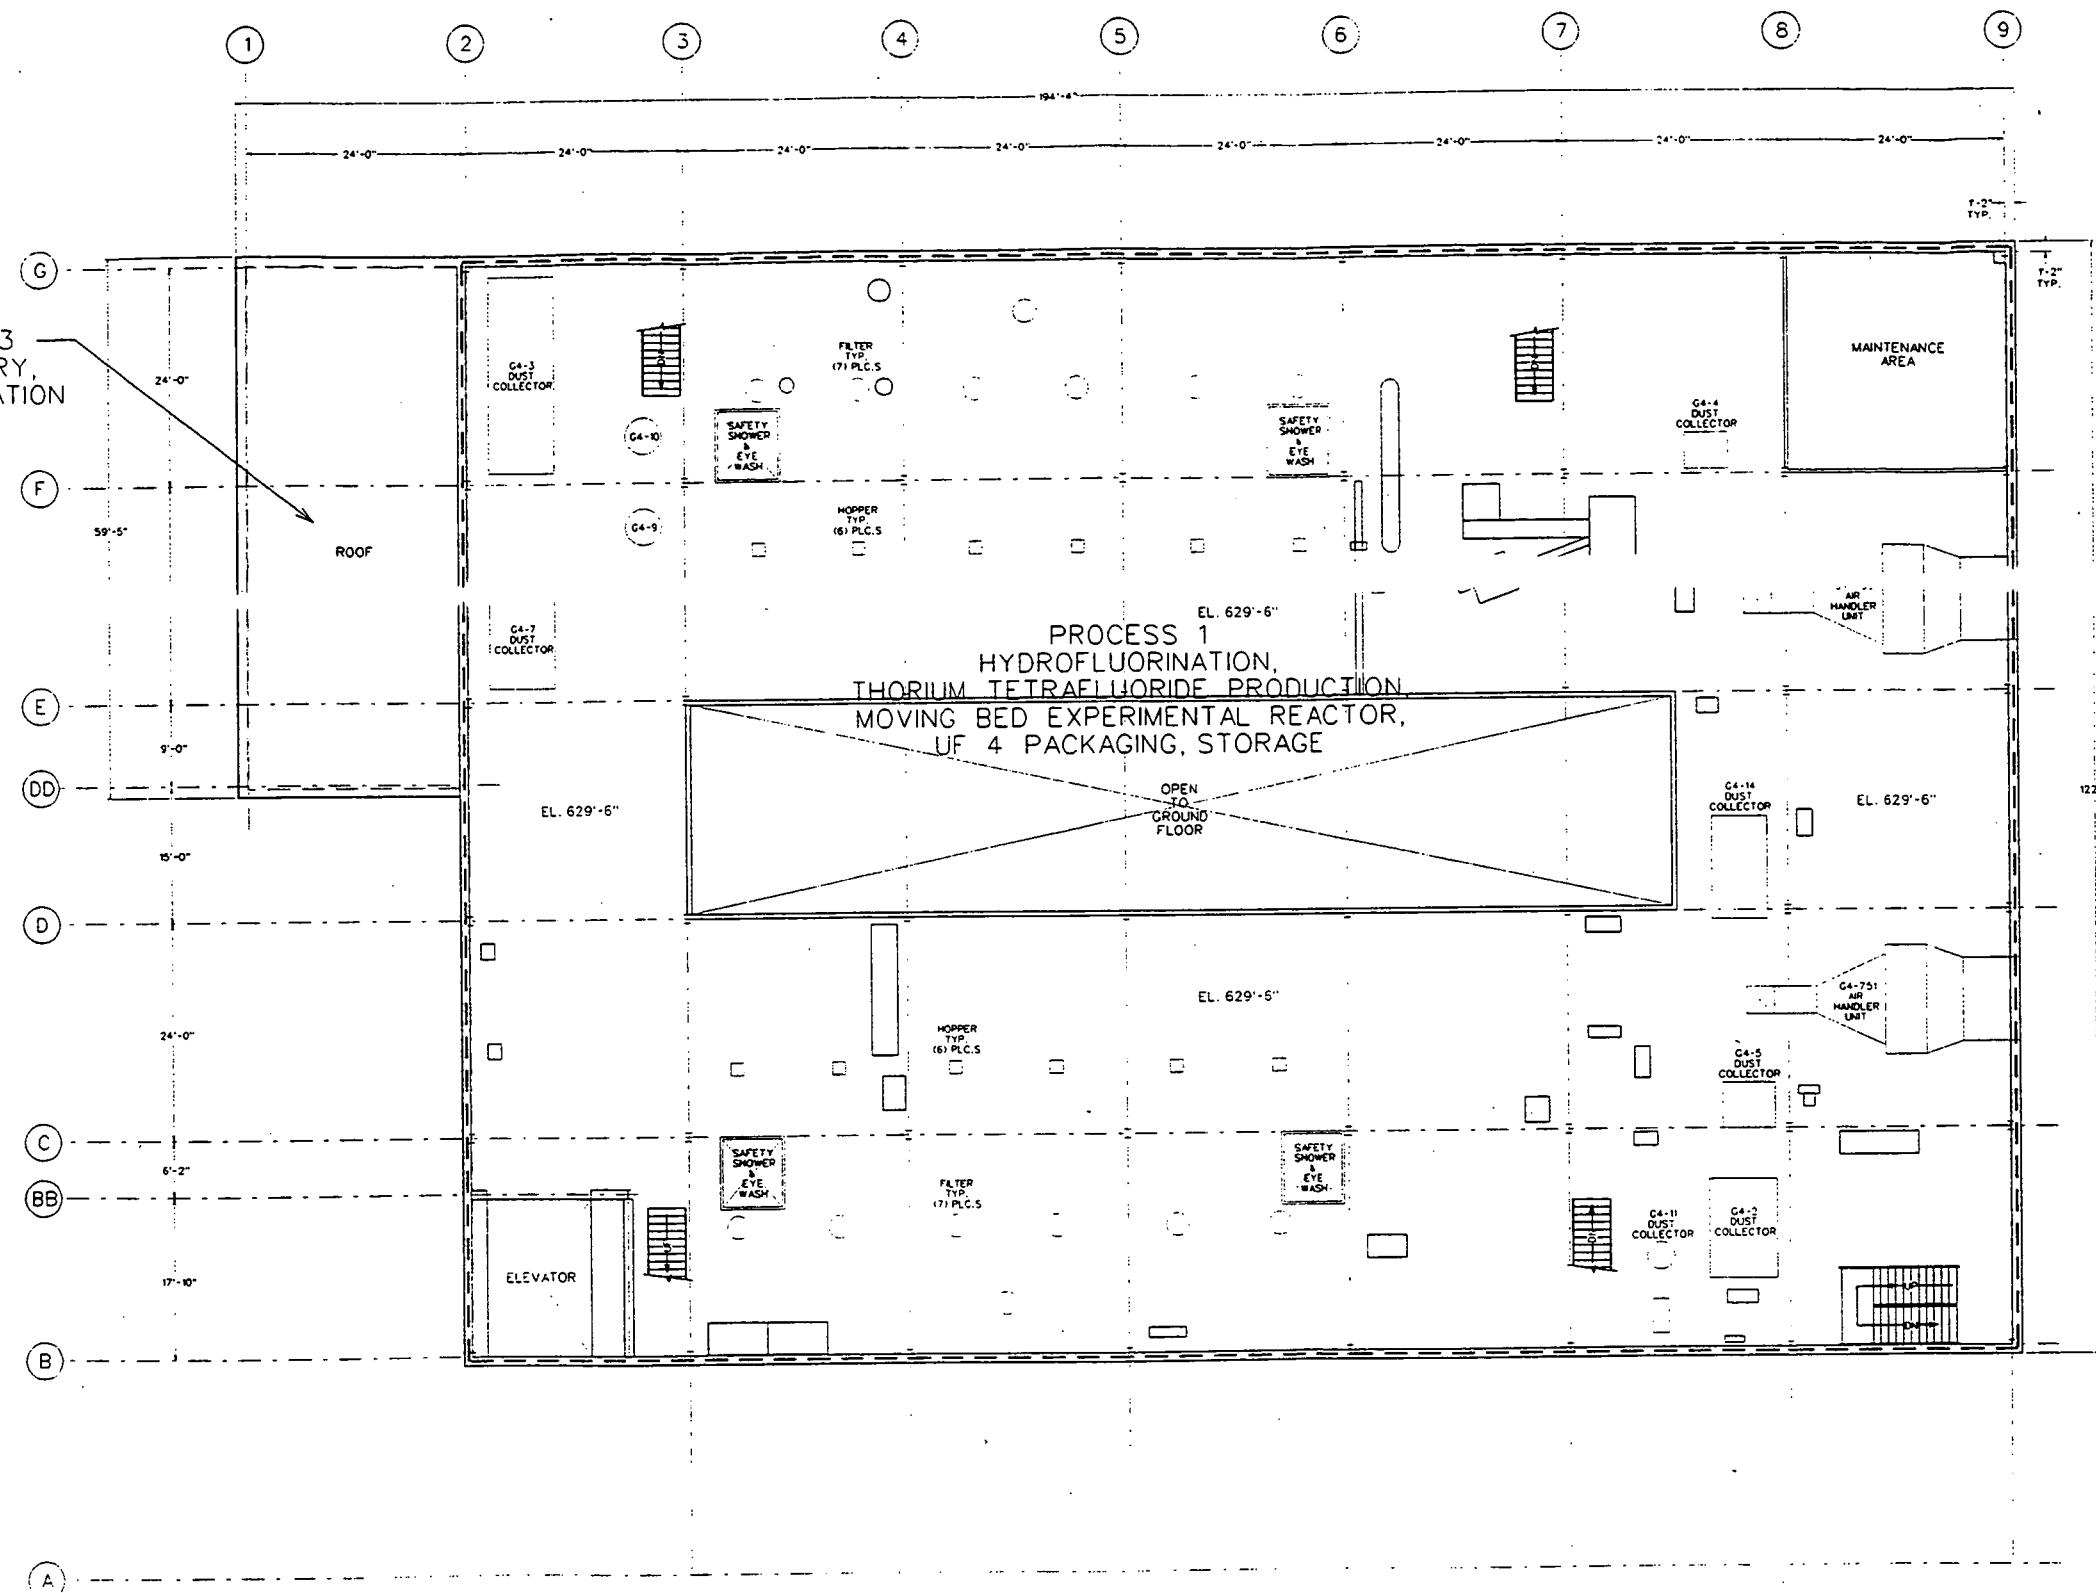 1 2 3 4 5 6 7 8 9
194'-4"
24'-0" 24'-0" 24'-0" 24'-0" 24'-0" 24'-0" 24'-0" 24'-0"
TYP.
G
TYP.
3
RY,
ATION
24'-0"
G4-3
DUST
COLLECTOR
DN
FILTER
TYP.
(7) PLC.S
DN
MAINTENANCE
AREA
G4-4
DUST
COLLECTOR
G4-10
SAFETY
SHOWER
&
EYE
WASH
SAFETY
SHOWER
&
EYE
WASH
F
59'-5"
ROOF
G4-9
HOPPER
TYP.
(6) PLC.S
AIR
HANDLER
UNIT
G4-7
DUST
COLLECTOR
EL. 629'-6"
PROCESS 1
HYDROFLUORINATION,
THORIUM TETRAFLUORIDE PRODUCTION,
MOVING BED EXPERIMENTAL REACTOR,
UF 4 PACKAGING, STORAGE
E
9'-0"
DD
EL. 629'-6"
OPEN
TO
GROUND
FLOOR
G4-14
DUST
COLLECTOR
EL. 629'-6"
122
15'-0"
D
24'-0"
EL. 629'-6"
G4-751
AIR
HANDLER
UNIT
HOPPER
TYP.
(6) PLC.S
G4-5
DUST
COLLECTOR
C
6'-2"
SAFETY
SHOWER
&
EYE
WASH
SAFETY
SHOWER
&
EYE
WASH
BB
FILTER
TYP.
(7) PLC.S
G4-11
DUST
COLLECTOR
G4-2
DUST
COLLECTOR
17'-10"
ELEVATOR
UP
DN
B
A